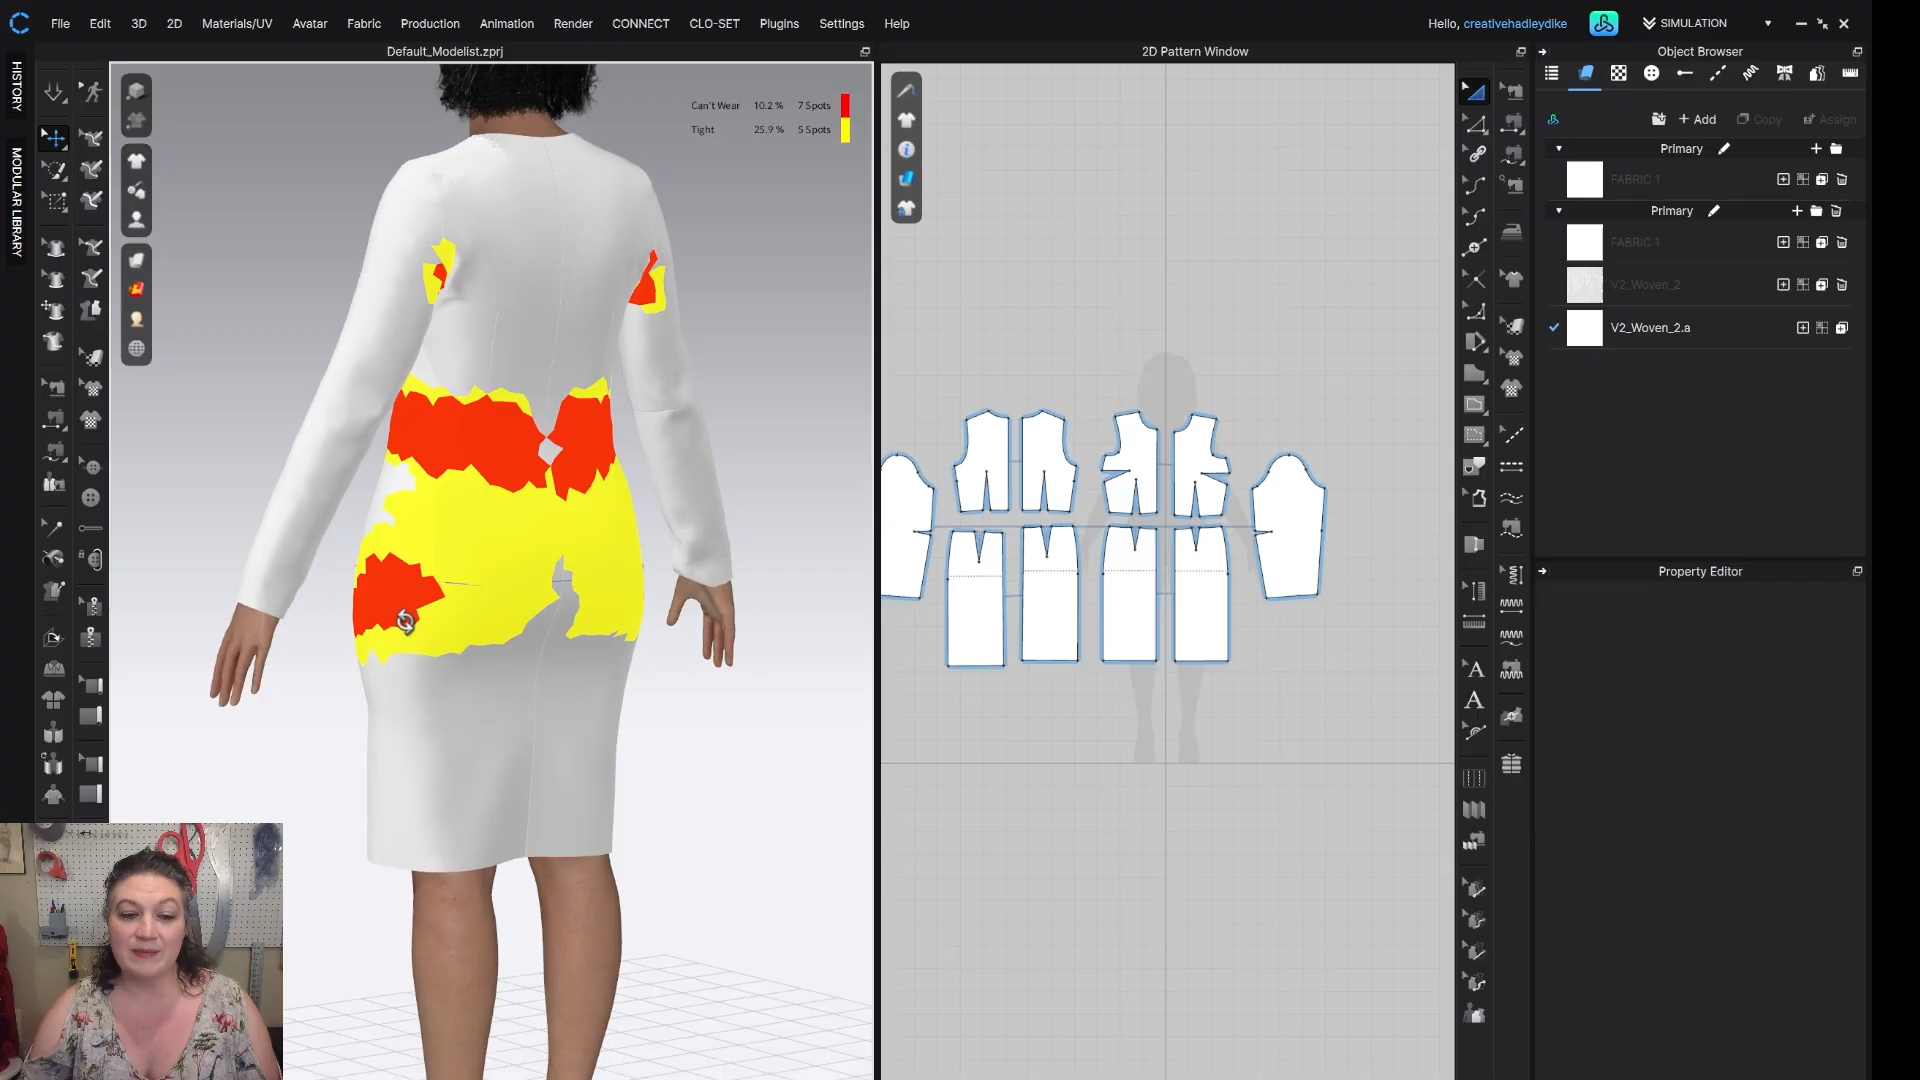 File Edit 3D 2D Materials/UV Avatar Fabric Production Animation Render CONNECT CLO-SET Plugins Settings Help
Hello, creativehadleydike
SIMULATION
Default_Modelist.zprj
2D Pattern Window
Object Browser
HISTORY
MODULAR LIBRARY
Can't Wear 10.2 % 7 Spots
Tight 25.9 % 5 Spots
+ Add Copy Assign
Primary
FABRIC 1
Primary
FABRIC 1
V2_Woven_2
V2_Woven_2.a
Property Editor
A
A